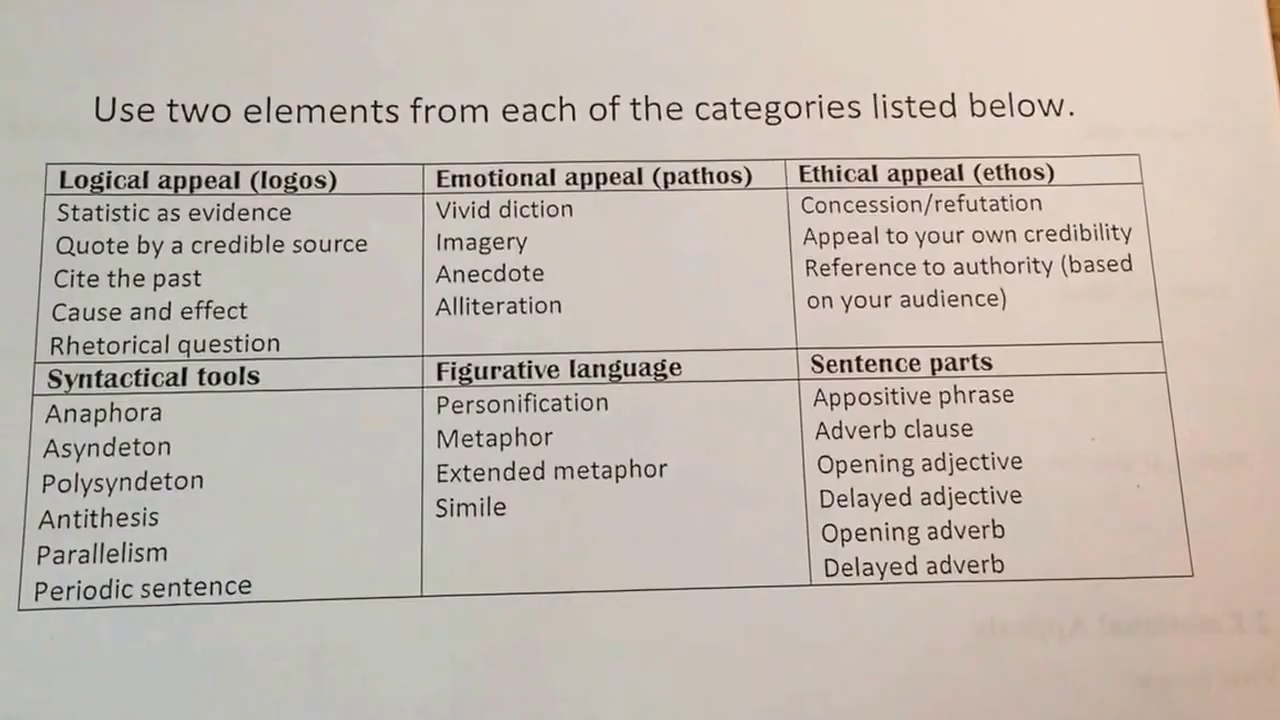 Use two elements from each of the categories listed below.
Logical appeal (logos)
Statistic as evidence
Quote by a credible source
Cite the past
Cause and effect
Rhetorical question
Emotional appeal (pathos)
Vivid diction
Imagery
Anecdote
Alliteration
Ethical appeal (ethos)
Concession/refutation
Appeal to your own credibility
Reference to authority (based
on your audience)
Syntactical tools
Anaphora
Asyndeton
Polysyndeton
Antithesis
Parallelism
Periodic sentence
Figurative language
Personification
Metaphor
Extended metaphor
Simile
Sentence parts
Appositive phrase
Adverb clause
Opening adjective
Delayed adjective
Opening adverb
Delayed adverb